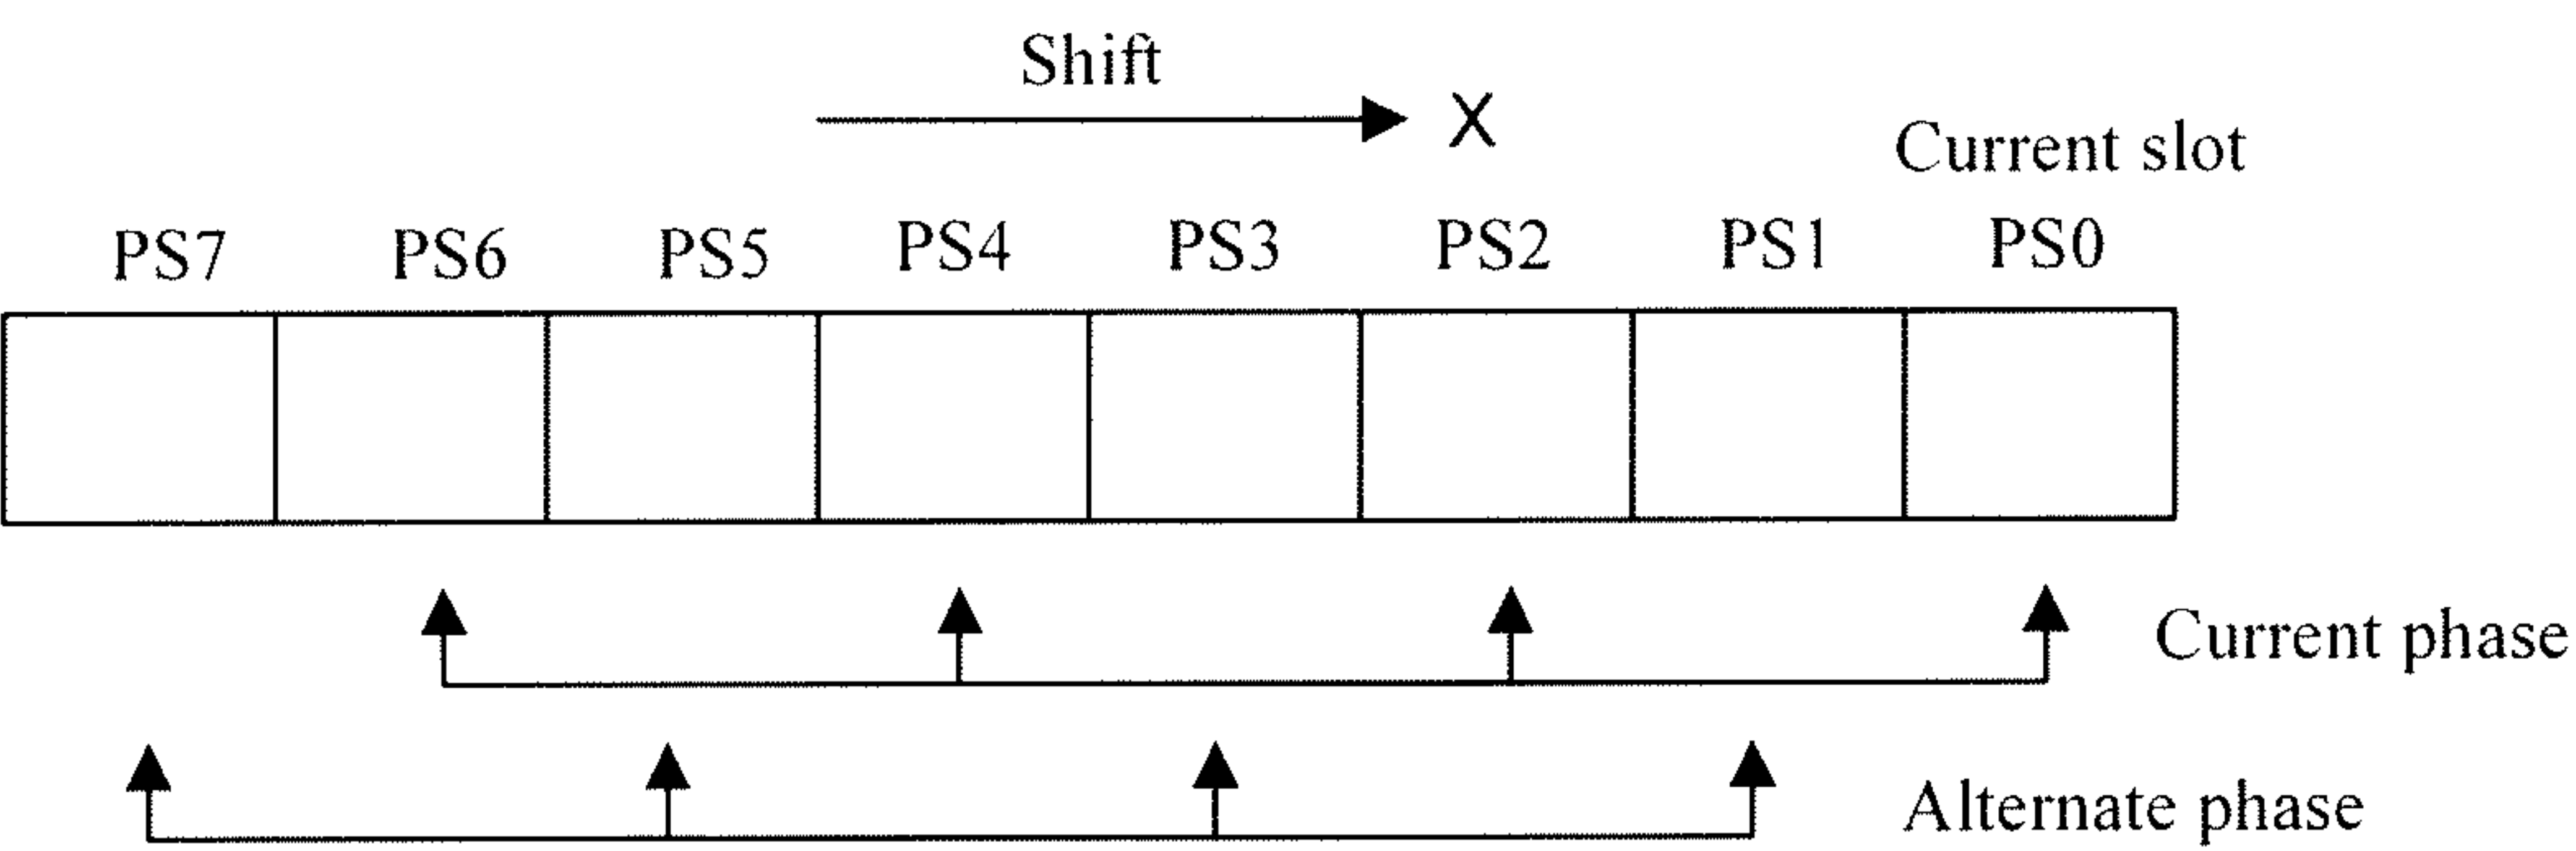 Shift
X
Current slot
PS7 PS6 PS5 PS4 PS3 PS2 PS1 PS0
Current phase
Alternate phase